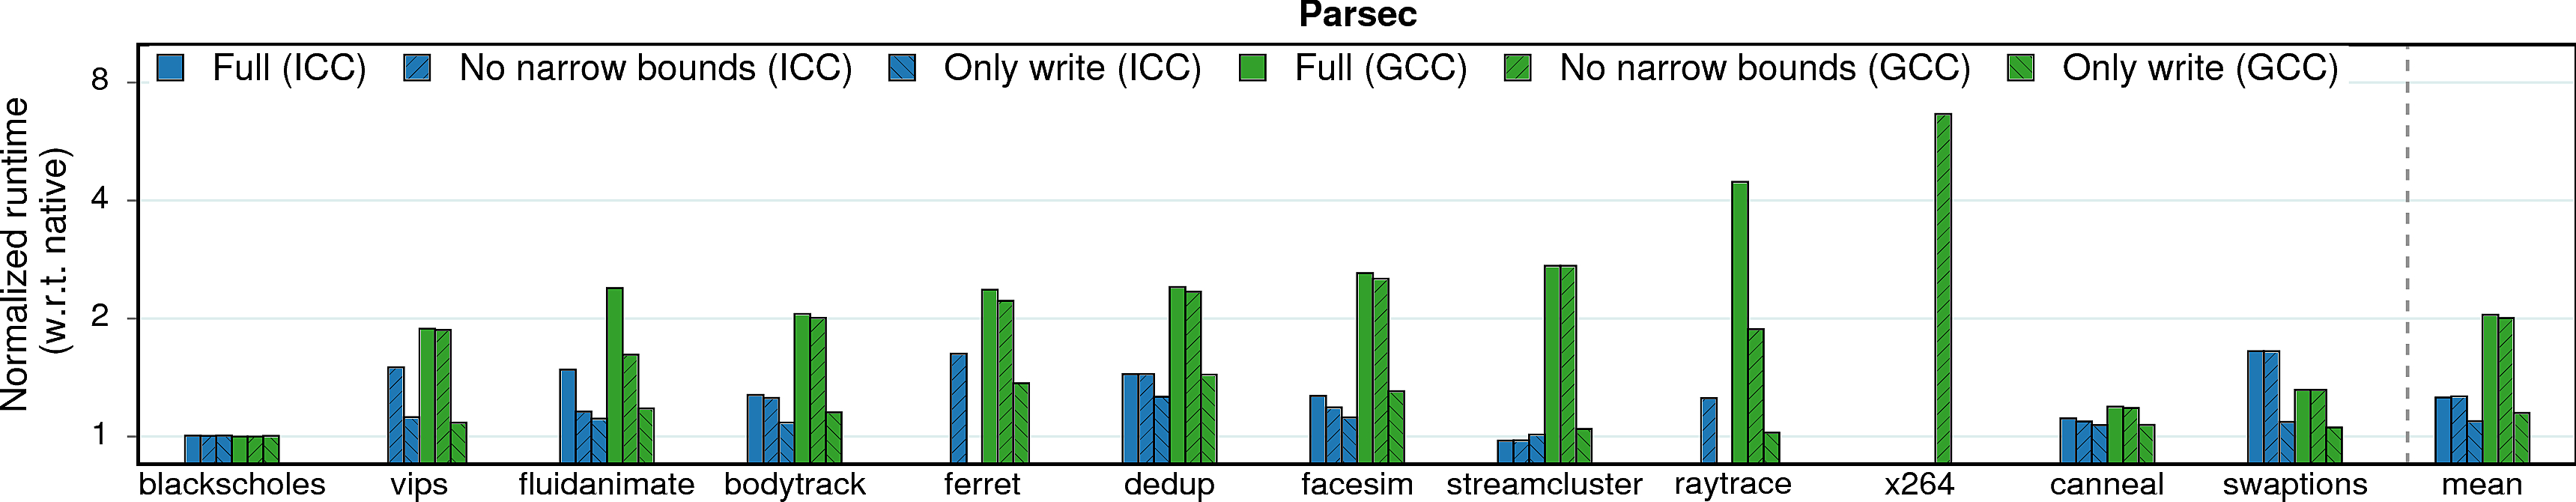 Parsec
Full (ICC) No narrow bounds (ICC) Only write (ICC) Full (GCC) No narrow bounds (GCC) Only write (GCC)
Normalized runtime
(w.r.t. native)
8
4
2
1
blackscholes vips fluidanimate bodytrack ferret dedup facesim streamcluster raytrace x264 canneal swaptions mean